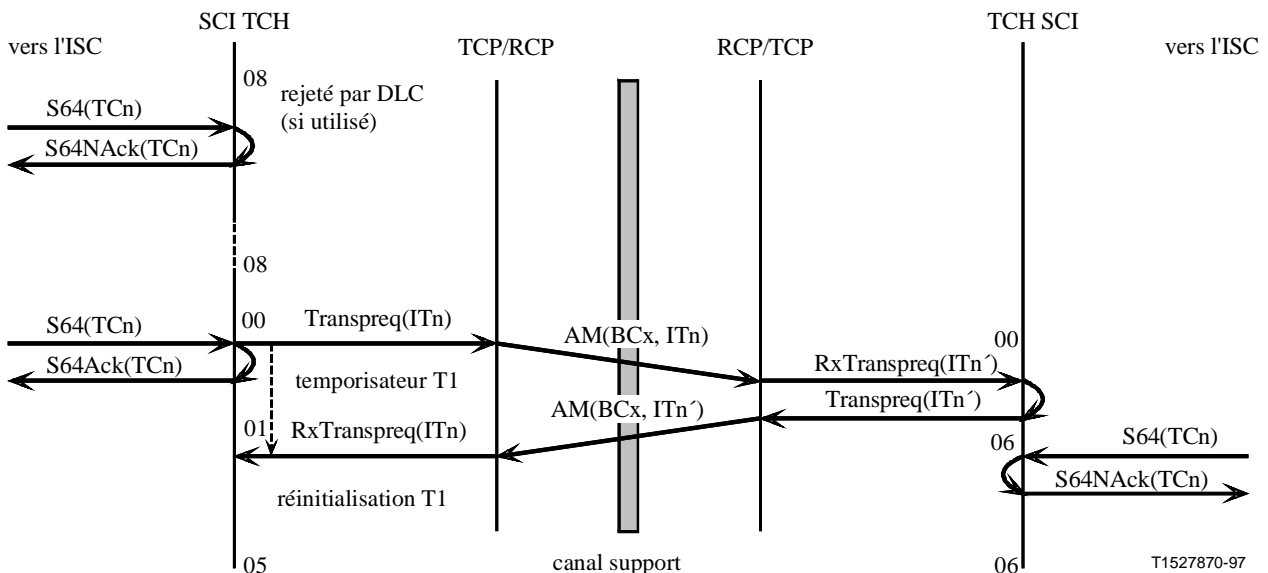 SCI TCH
TCH SCI
vers l'ISC
TCP/RCP
RCP/TCP
vers l'ISC
08
rejeté par DLC
(si utilisé)
S64(TCn)
S64NAck(TCn)
08
S64(TCn)
00
Transpreq(ITn)
AM(BCx, ITn)
00
S64Ack(TCn)
temporisateur T1
RxTranspreq(ITn´)
AM(BCx, ITn´)
Transpreq(ITn´)
01
RxTranspreq(ITn)
06
S64(TCn)
S64NAck(TCn)
réinitialisation T1
05
canal support
06
T1527870-97